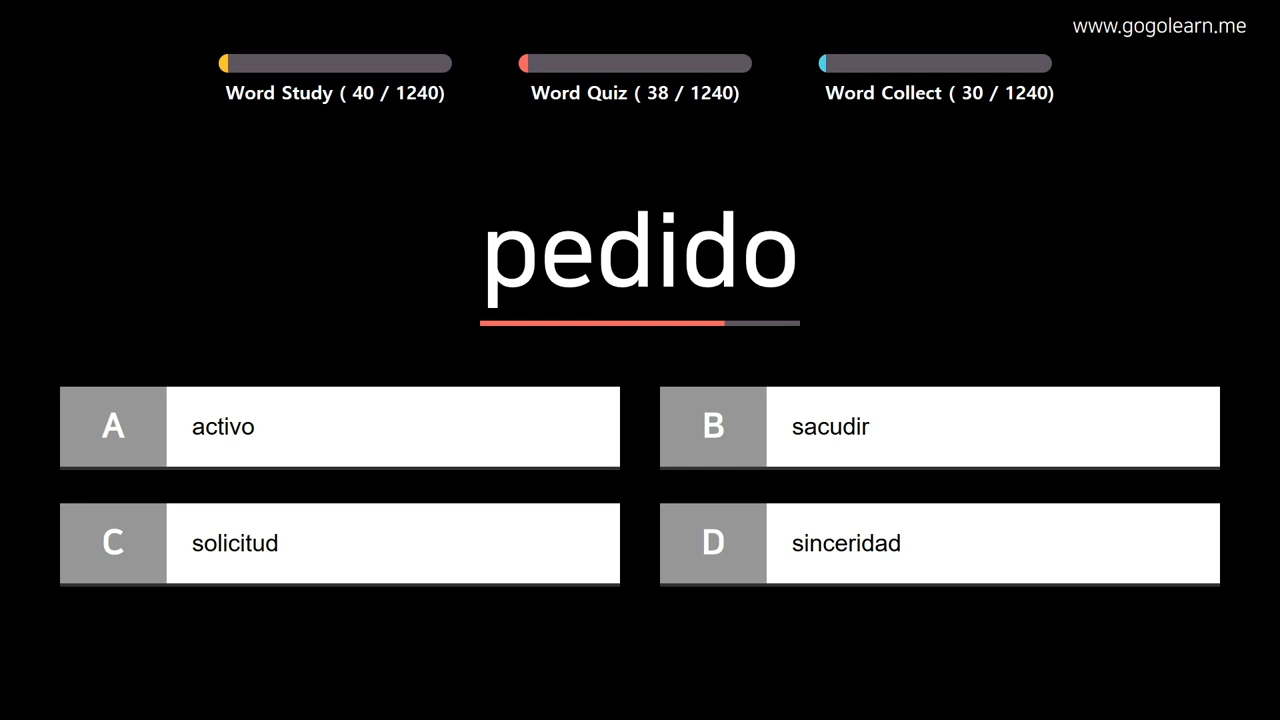 www.gogolearn.me
Word Study ( 40 / 1240)
Word Quiz ( 38 / 1240)
Word Collect ( 30 / 1240)
pedido
A activo
B sacudir
C solicitud
D sinceridad